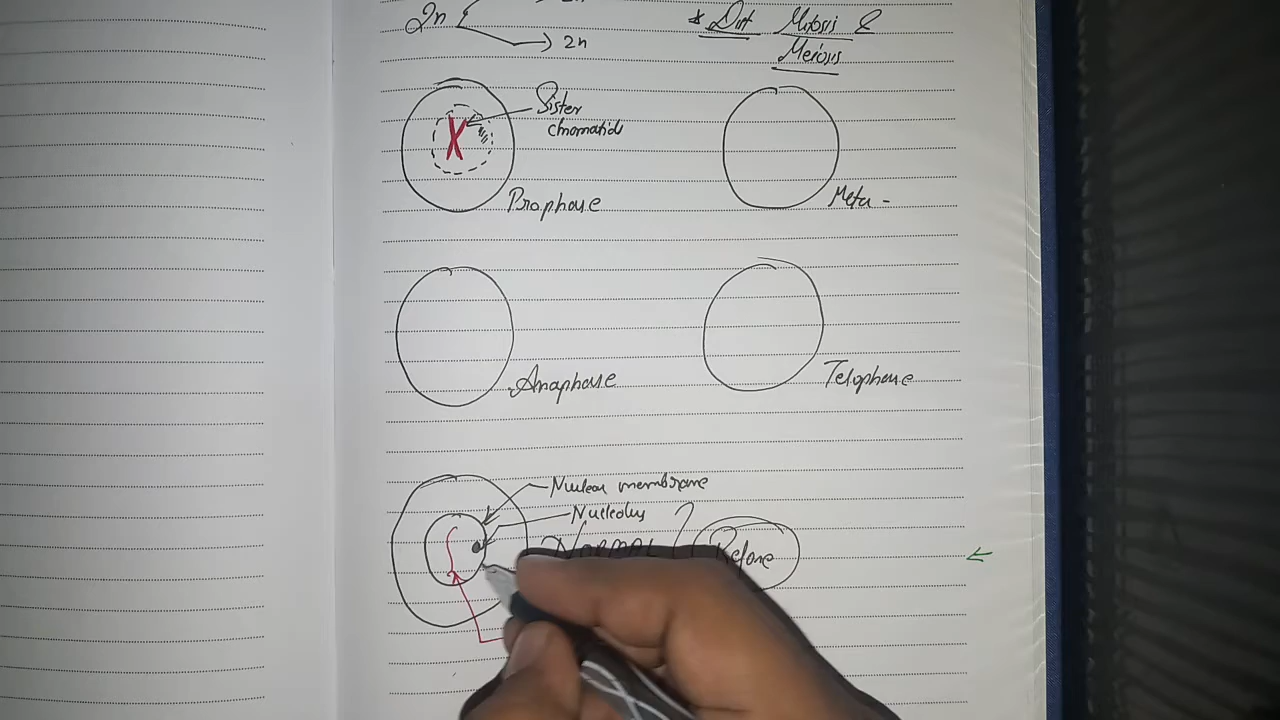 2n → 2n
* Diff Mitosis &
Meiosis
Sister
chromatid
Prophase
Meta -
Anaphase
Telophase
Nuclear membrane
Nucleolus
NORMAL
Before